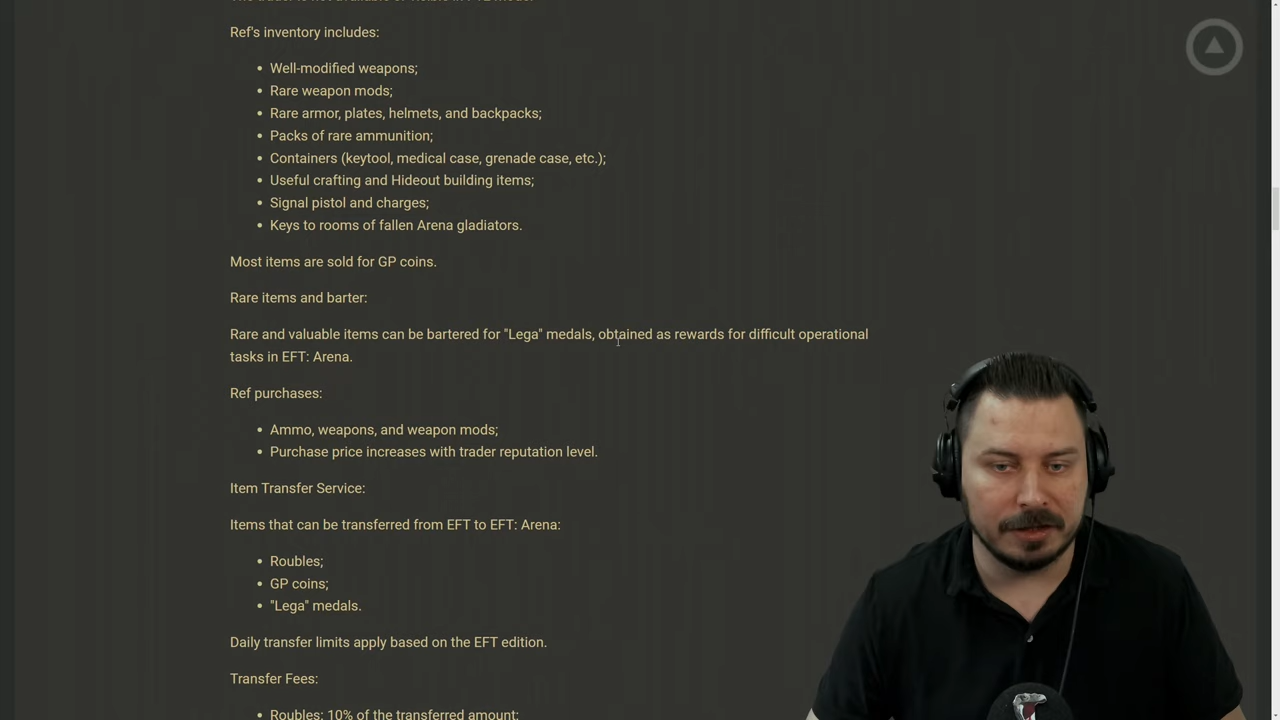 Ref's inventory includes:
Well-modified weapons;
Rare weapon mods;
Rare armor, plates, helmets, and backpacks;
Packs of rare ammunition;
Containers (keytool, medical case, grenade case, etc.);
Useful crafting and Hideout building items;
Signal pistol and charges;
Keys to rooms of fallen Arena gladiators.
Most items are sold for GP coins.
Rare items and barter:
Rare and valuable items can be bartered for "Lega" medals, obtained as rewards for difficult operational
tasks in EFT: Arena.
Ref purchases:
Ammo, weapons, and weapon mods;
Purchase price increases with trader reputation level.
Item Transfer Service:
Items that can be transferred from EFT to EFT: Arena:
Roubles;
GP coins;
"Lega" medals.
Daily transfer limits apply based on the EFT edition.
Transfer Fees:
Roubles: 10% of the transferred amount;